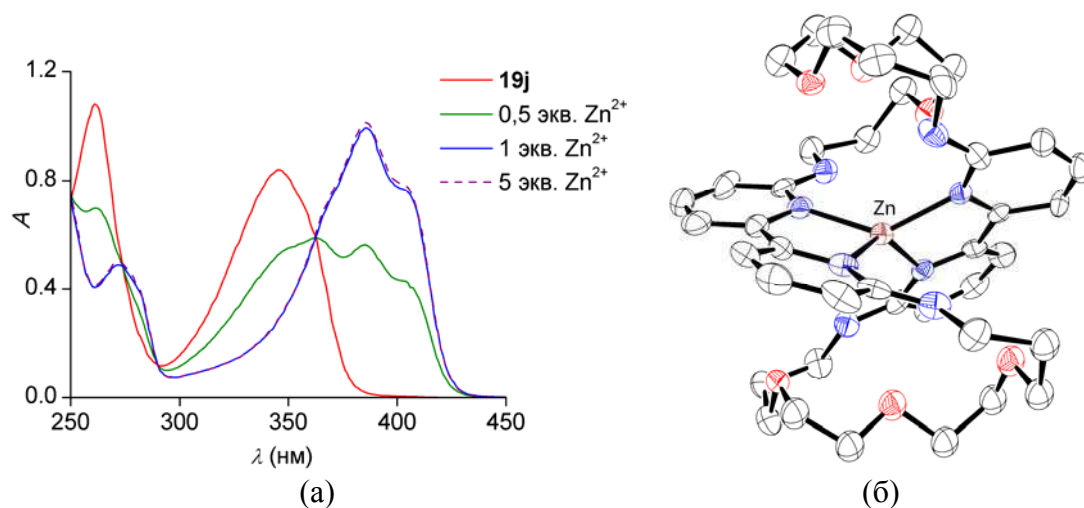 1.2
0.8
0.4
0.0
A
250 300 350 400 450
λ (нм)
19j
0,5 экв. Zn²⁺
1 экв. Zn²⁺
5 экв. Zn²⁺
(а)
Zn
(б)